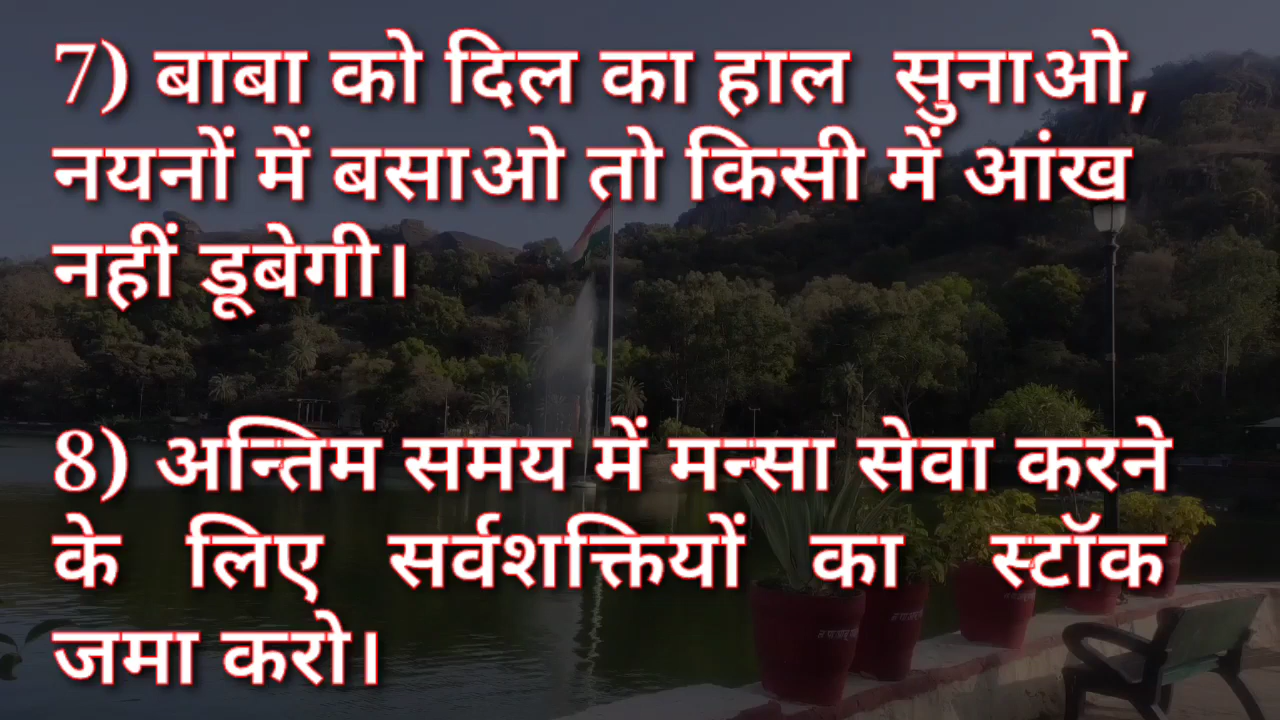 7) बाबा को दिल का हाल सुनाओ,
नयनों में बसाओ तो किसी में आंख
नहीं डूबेगी।
8) अन्तिम समय में मन्सा सेवा करने
के लिए सर्वशक्तियों का स्टॉक
जमा करो।